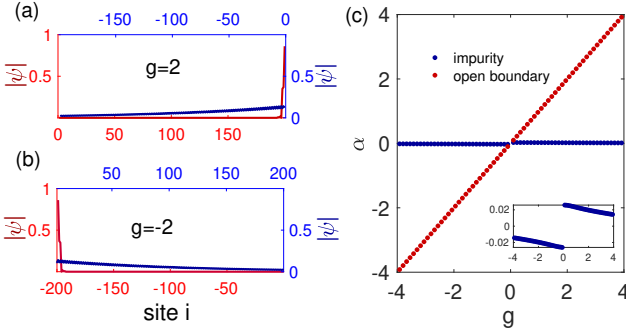 (a)
-150 -100 -50 0
1
0.5
|ψ|
g=2
0.5
0
|ψ|
0 50 100 150
(b)
50 100 150 200
1
0.5
|ψ|
g=-2
0.5
0
|ψ|
-200 -150 -100 -50
site i
(c)
4
2
0
-2
-4
α
impurity
open boundary
0.02
0
-0.02
-4 -2 0 2 4
-4 -2 0 2 4
g